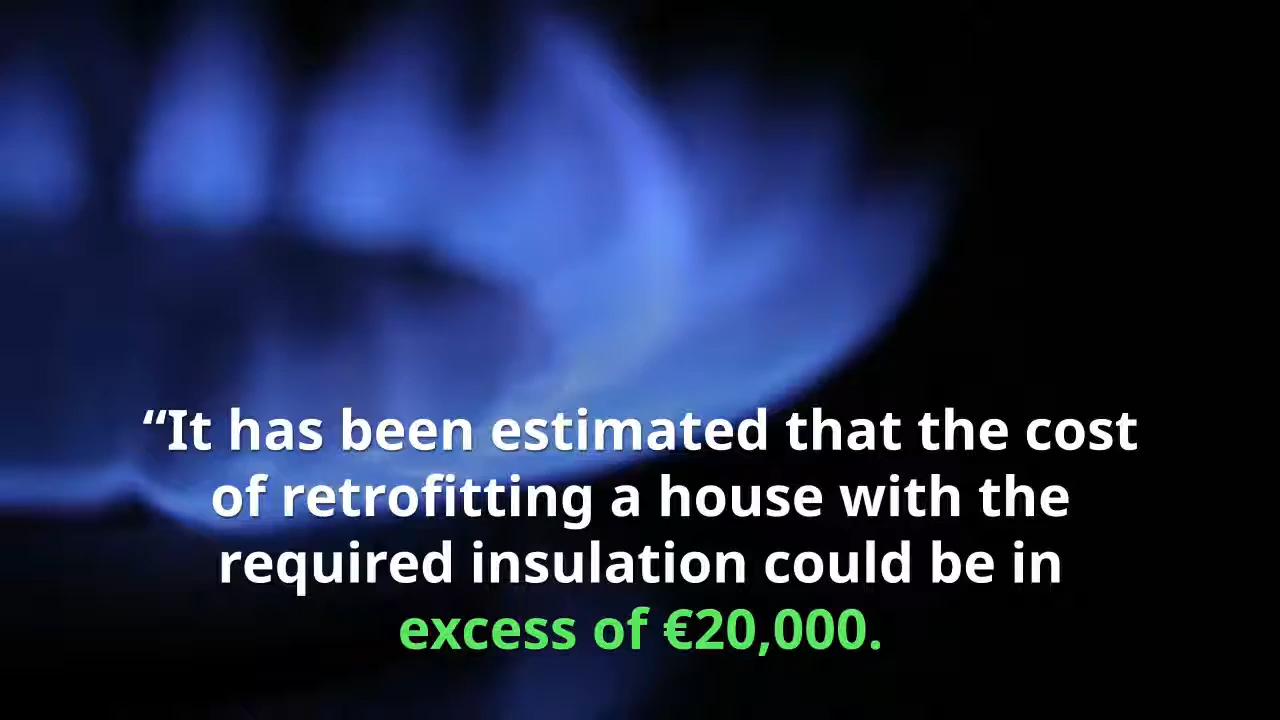 “It has been estimated that the cost
of retrofitting a house with the
required insulation could be in
excess of €20,000.